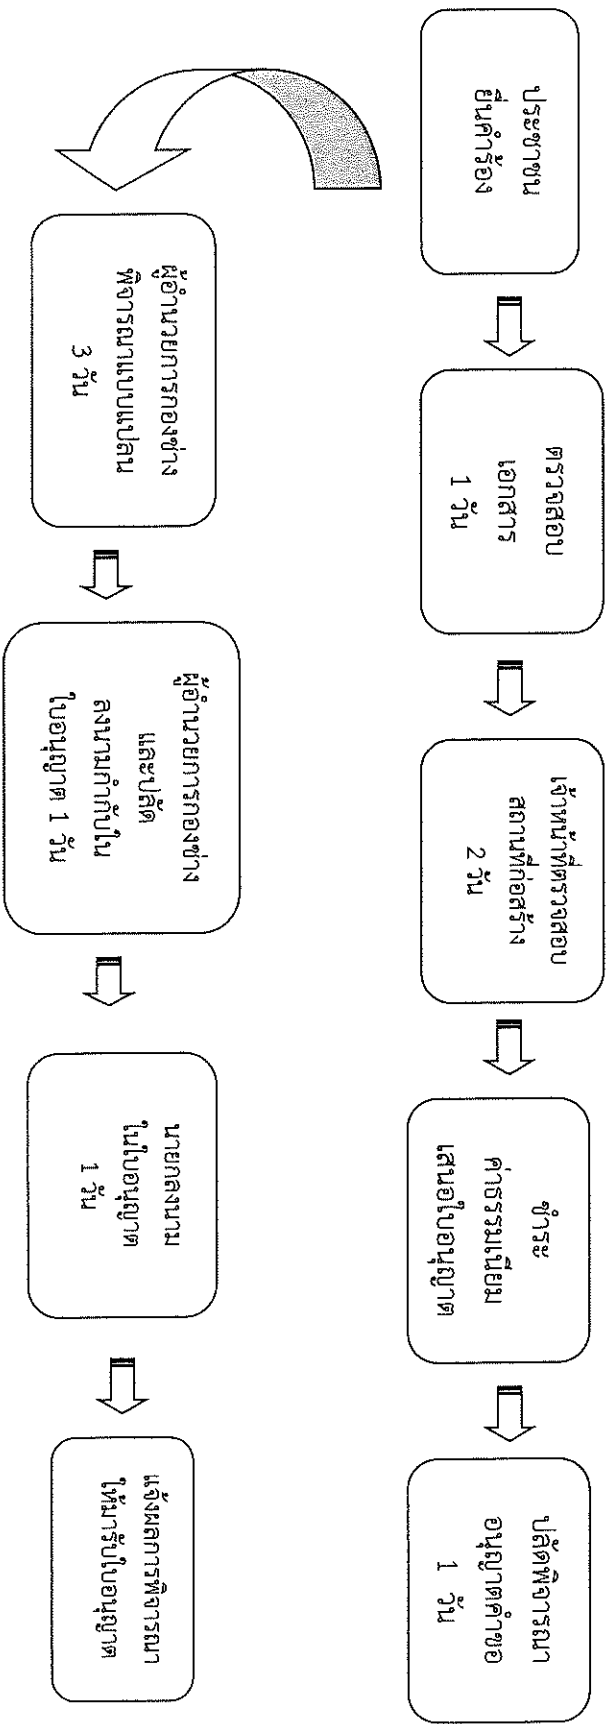 ประชาชน
ยื่นคำร้อง
ตรวจสอบ
เอกสาร
1 วัน
เจ้าหน้าที่ตรวจสอบ
สถานที่ก่อสร้าง
2 วัน
ชำระ
ค่าธรรมเนียม
เสนอใบอนุญาต
ปลัดพิจารณา
อนุญาตคำขอ
1 วัน
ผู้อำนวยการกองช่าง
พิจารณาแบบแปลน
3 วัน
ผู้อำนวยการกองช่าง
และปลัด
ลงนามกำกับใน
ใบอนุญาต 1 วัน
นายกลงนาม
ในใบอนุญาต
1 วัน
แจ้งผลการพิจารณา
ให้มารับใบอนุญาต